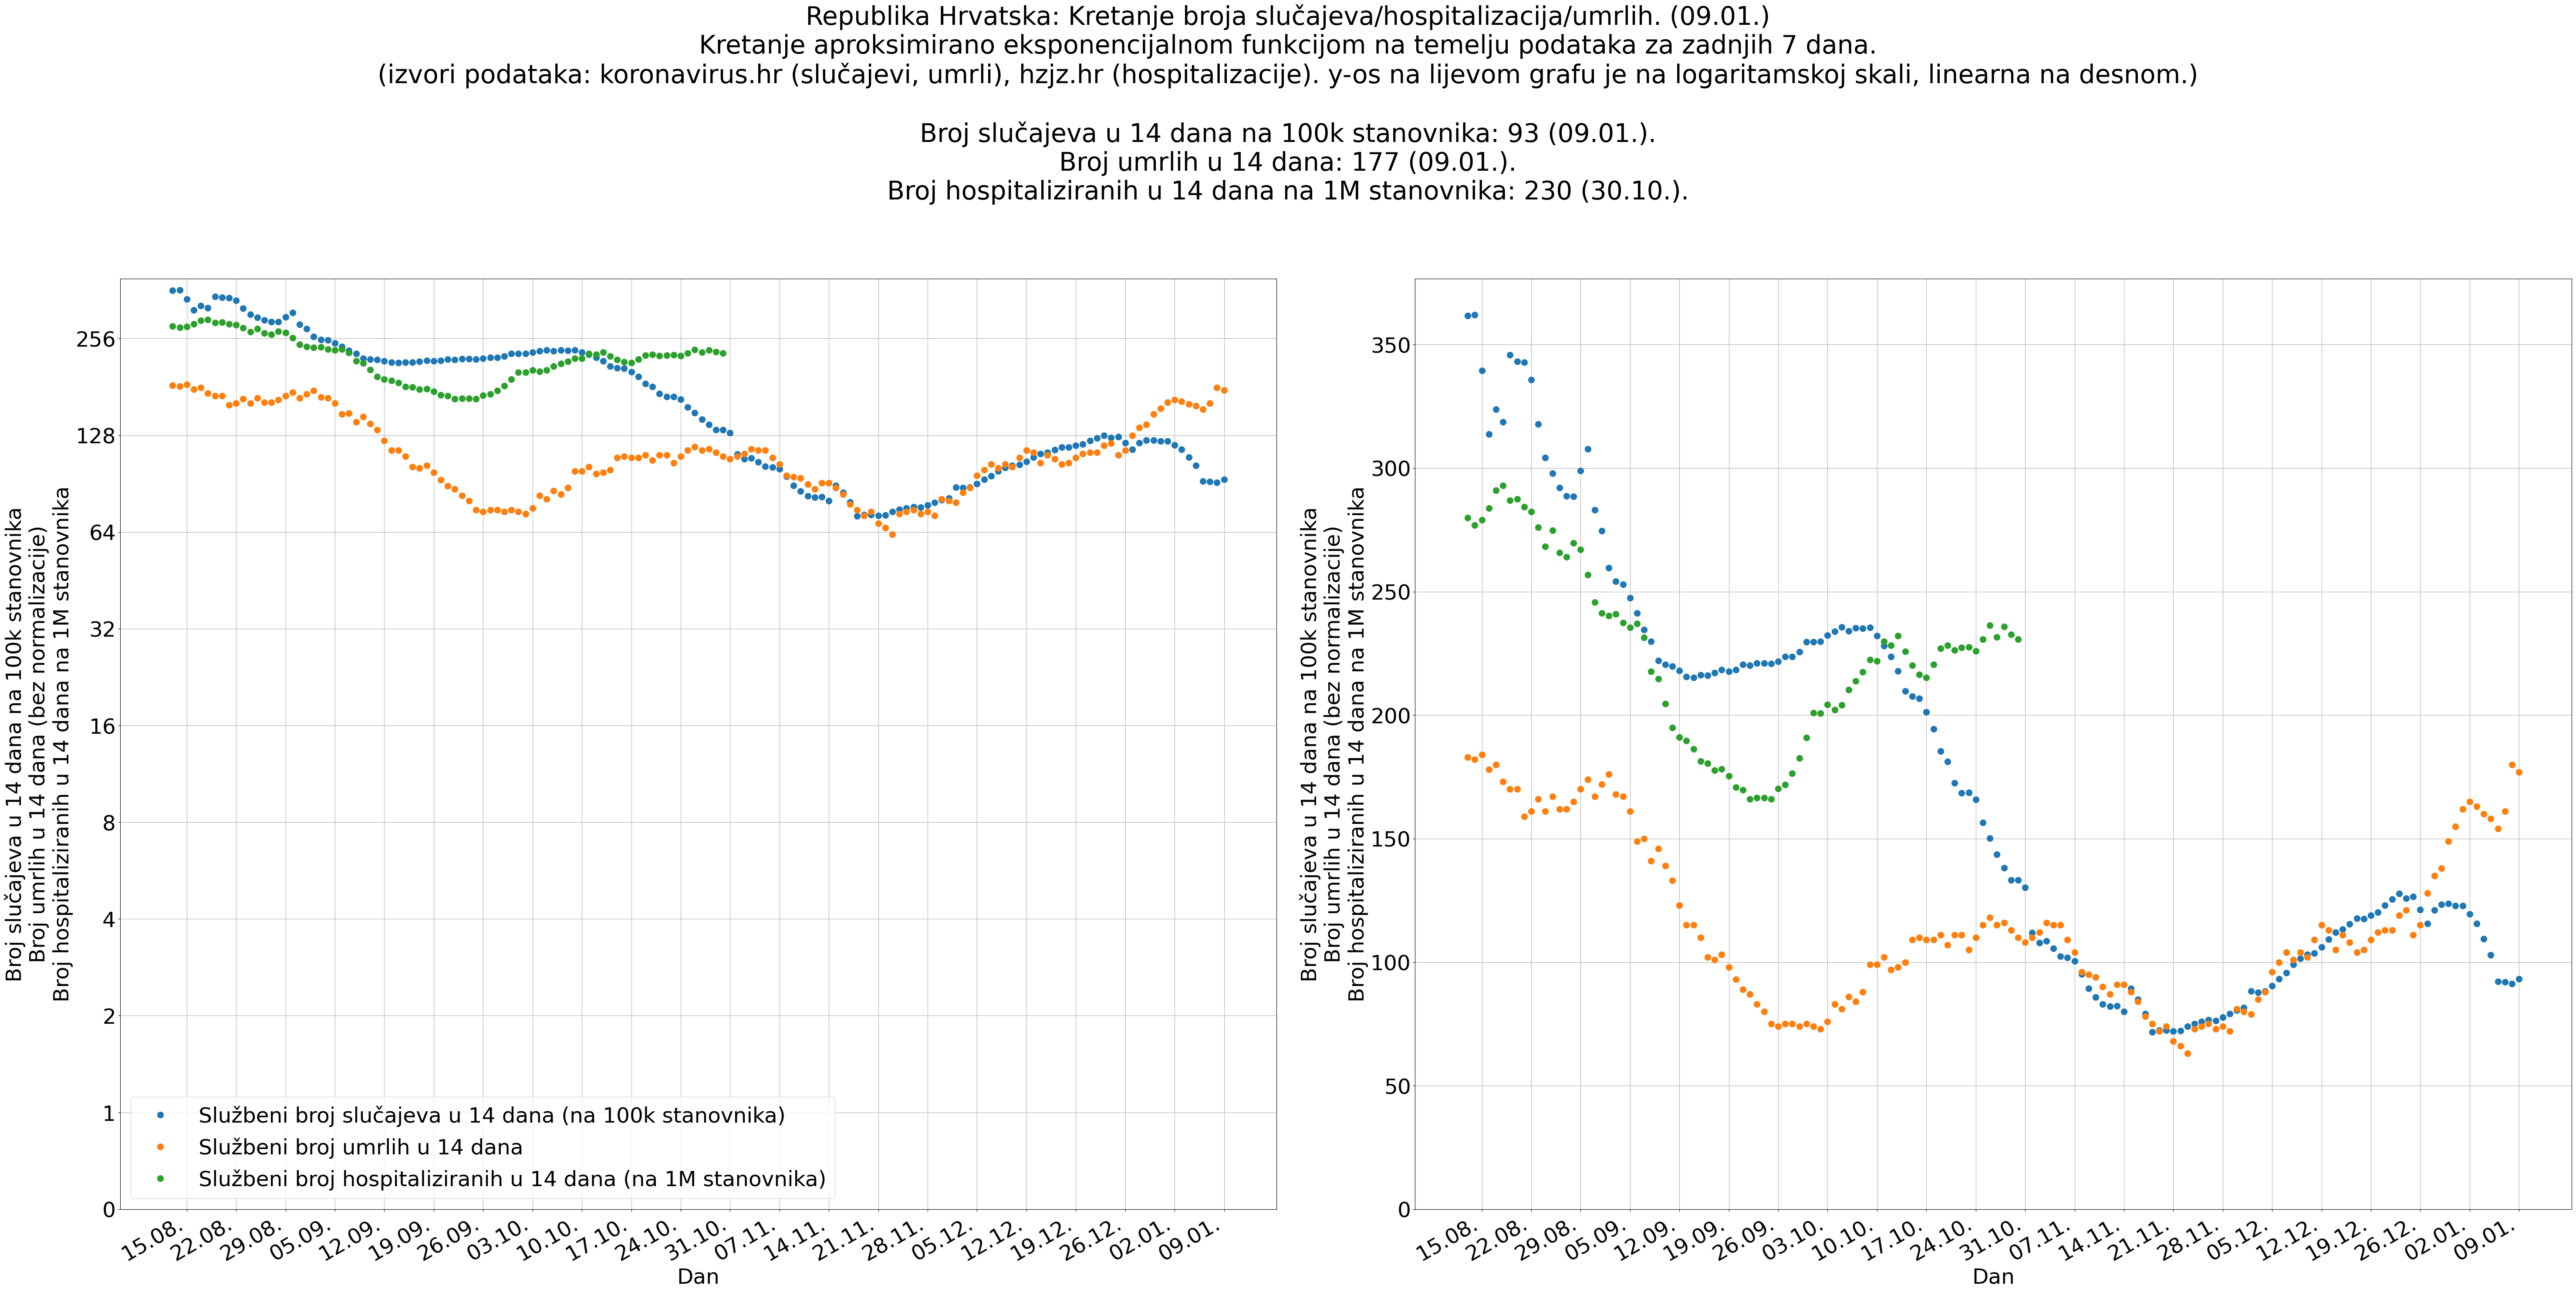 Republika Hrvatska: Kretanje broja slučajeva/hospitalizacija/umrlih. (09.01.)
Kretanje aproksimirano eksponencijalnom funkcijom na temelju podataka za zadnjih 7 dana.
(izvori podataka: koronavirus.hr (slučajevi, umrli), hzjz.hr (hospitalizacije). y-os na lijevom grafu je na logaritamskoj skali, linearna na desnom.)
Broj slučajeva u 14 dana na 100k stanovnika: 93 (09.01.).
Broj umrlih u 14 dana: 177 (09.01.).
Broj hospitaliziranih u 14 dana na 1M stanovnika: 230 (30.10.).
Broj slučajeva u 14 dana na 100k stanovnika
Broj umrlih u 14 dana (bez normalizacije)
Broj hospitaliziranih u 14 dana na 1M stanovnika
256
128
64
32
16
8
4
2
1
0
Službeni broj slučajeva u 14 dana (na 100k stanovnika)
Službeni broj umrlih u 14 dana
Službeni broj hospitaliziranih u 14 dana (na 1M stanovnika)
15.08. 22.08. 29.08. 05.09. 12.09. 19.09. 26.09. 03.10. 10.10. 17.10. 24.10. 31.10. 07.11. 14.11. 21.11. 28.11. 05.12. 12.12. 19.12. 26.12. 02.01. 09.01.
Dan
Broj slučajeva u 14 dana na 100k stanovnika
Broj umrlih u 14 dana (bez normalizacije)
Broj hospitaliziranih u 14 dana na 1M stanovnika
350
300
250
200
150
100
50
0
15.08. 22.08. 29.08. 05.09. 12.09. 19.09. 26.09. 03.10. 10.10. 17.10. 24.10. 31.10. 07.11. 14.11. 21.11. 28.11. 05.12. 12.12. 19.12. 26.12. 02.01. 09.01.
Dan